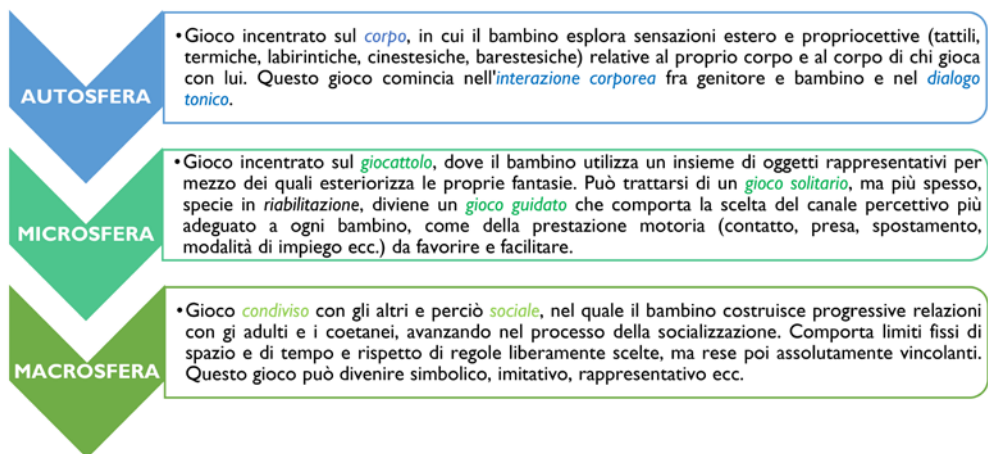 AUTOSFERA
•Gioco incentrato sul corpo, in cui il bambino esplora sensazioni estero e propriocettive (tattili,
termiche, labirintiche, cinestesiche, barestesiche) relative al proprio corpo e al corpo di chi gioca
con lui. Questo gioco comincia nell'interazione corporea fra genitore e bambino e nel dialogo
tonico.
MICROSFERA
•Gioco incentrato sul giocattolo, dove il bambino utilizza un insieme di oggetti rappresentativi per
mezzo dei quali esteriorizza le proprie fantasie. Può trattarsi di un gioco solitario, ma più spesso,
specie in riabilitazione, diviene un gioco guidato che comporta la scelta del canale percettivo più
adeguato a ogni bambino, come della prestazione motoria (contatto, presa, spostamento,
modalità di impiego ecc.) da favorire e facilitare.
MACROSFERA
•Gioco condiviso con gli altri e perciò sociale, nel quale il bambino costruisce progressive relazioni
con gi adulti e i coetanei, avanzando nel processo della socializzazione. Comporta limiti fissi di
spazio e di tempo e rispetto di regole liberamente scelte, ma rese poi assolutamente vincolanti.
Questo gioco può divenire simbolico, imitativo, rappresentativo ecc.